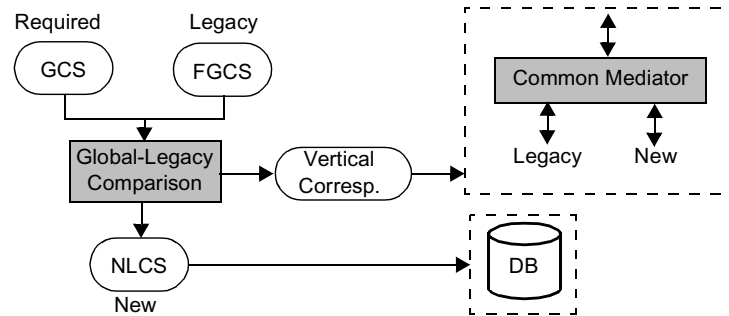 Required
Legacy
GCS
FGCS
Common Mediator
Legacy
New
Global-Legacy
Comparison
Vertical
Corresp.
NLCS
New
DB